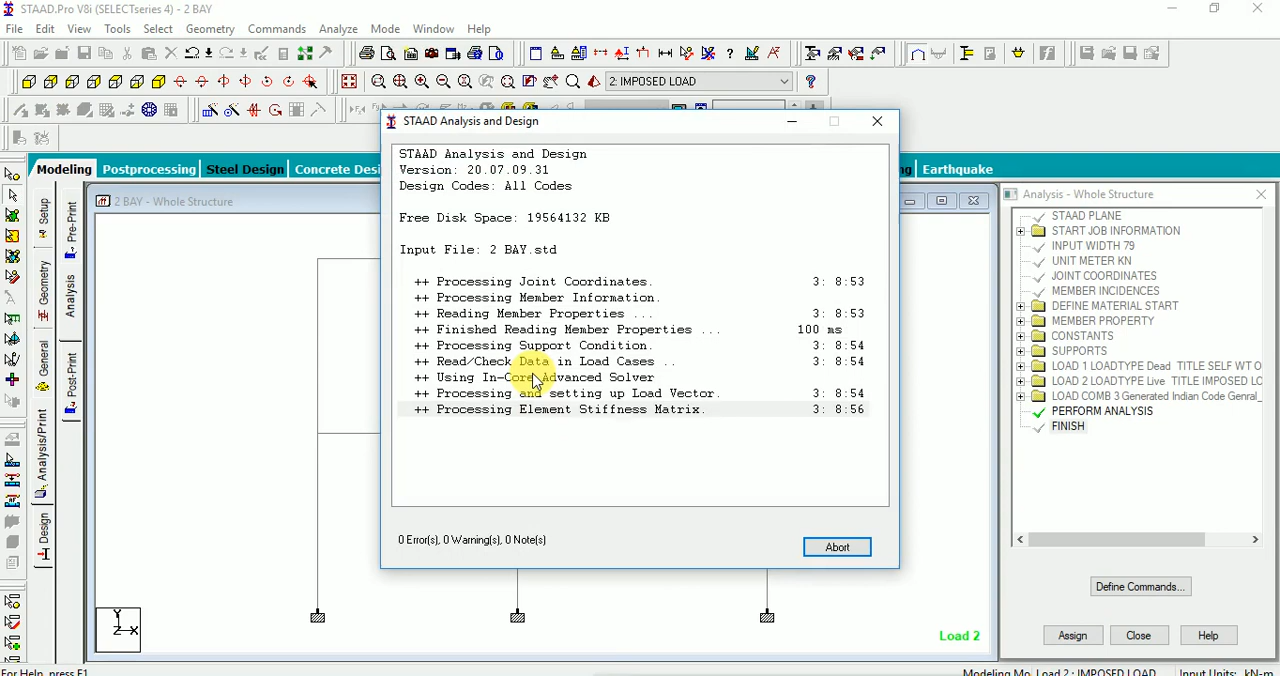 STAAD.Pro V8i (SELECTseries 4) - 2 BAY
File Edit View Tools Select Geometry Commands Analyze Mode Window Help
2: IMPOSED LOAD
Modeling Postprocessing Steel Design Concrete Desi ng Earthquake
2 BAY - Whole Structure
Setup
Geometry
General
Analysis/Print
Design
Pre-Print
Analysis
Post-Print
STAAD Analysis and Design
STAAD Analysis and Design
Version: 20.07.09.31
Design Codes: All Codes
Free Disk Space: 19564132 KB
Input File: 2 BAY.std
++ Processing Joint Coordinates. 3: 8:53
++ Processing Member Information.
++ Reading Member Properties ... 3: 8:53
++ Finished Reading Member Properties ... 100 ms
++ Processing Support Condition. 3: 8:54
++ Read/Check Data in Load Cases .. 3: 8:54
++ Using In-Core Advanced Solver
++ Processing and setting up Load Vector. 3: 8:54
++ Processing Element Stiffness Matrix. 3: 8:56
0 Error(s), 0 Warning(s), 0 Note(s)
Abort
Y
Z X
Load 2
Analysis - Whole Structure
STAAD PLANE
START JOB INFORMATION
INPUT WIDTH 79
UNIT METER KN
JOINT COORDINATES
MEMBER INCIDENCES
DEFINE MATERIAL START
MEMBER PROPERTY
CONSTANTS
SUPPORTS
LOAD 1 LOADTYPE Dead TITLE SELF WT O
LOAD 2 LOADTYPE Live TITLE IMPOSED LO
LOAD COMB 3 Generated Indian Code Genral_
PERFORM ANALYSIS
FINISH
Define Commands...
Assign Close Help
For Help, press F1
Modeling Mo Load 2 : IMPOSED LOAD Input Units: kN-m